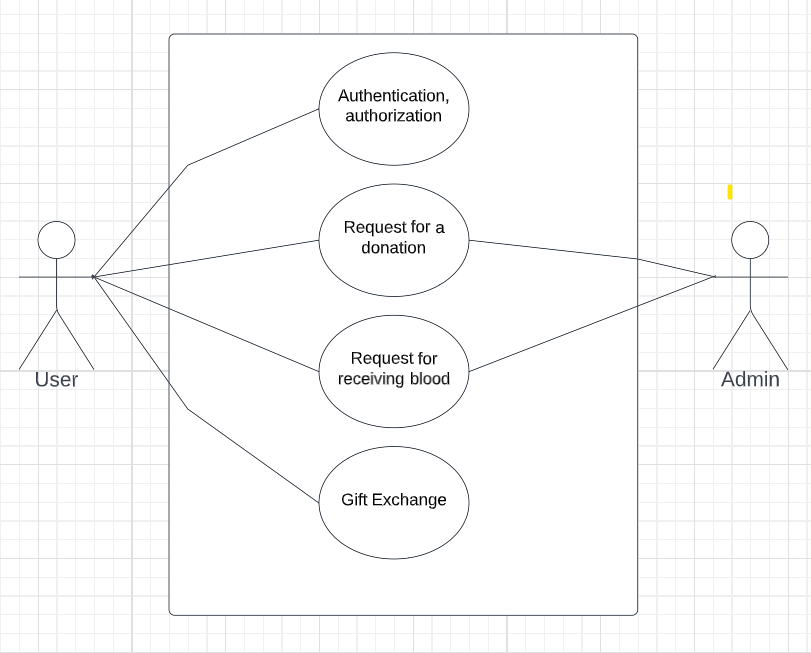 Authentication,
authorization
Request for a
donation
Request for
receiving blood
Gift Exchange
User
Admin